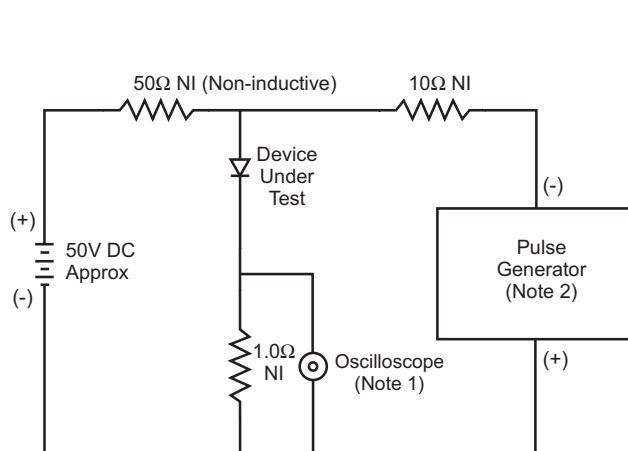 50Ω NI (Non-inductive)
10Ω NI
Device
Under
Test
(-)
(+)
50V DC
Approx
(-)
Pulse
Generator
(Note 2)
1.0Ω
NI
Oscilloscope
(Note 1)
(+)